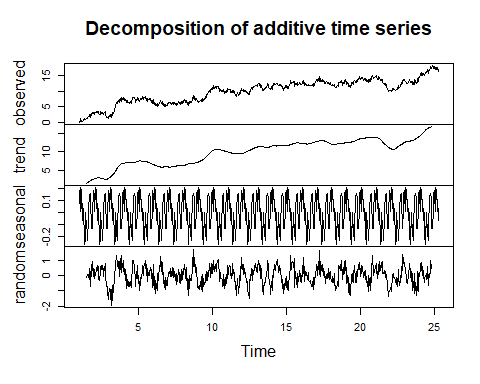 Decomposition of additive time series
observed
0 5 15
trend
5 10
seasonal
-0.2 0.1
random
-2 0 1
5 10 15 20 25
Time